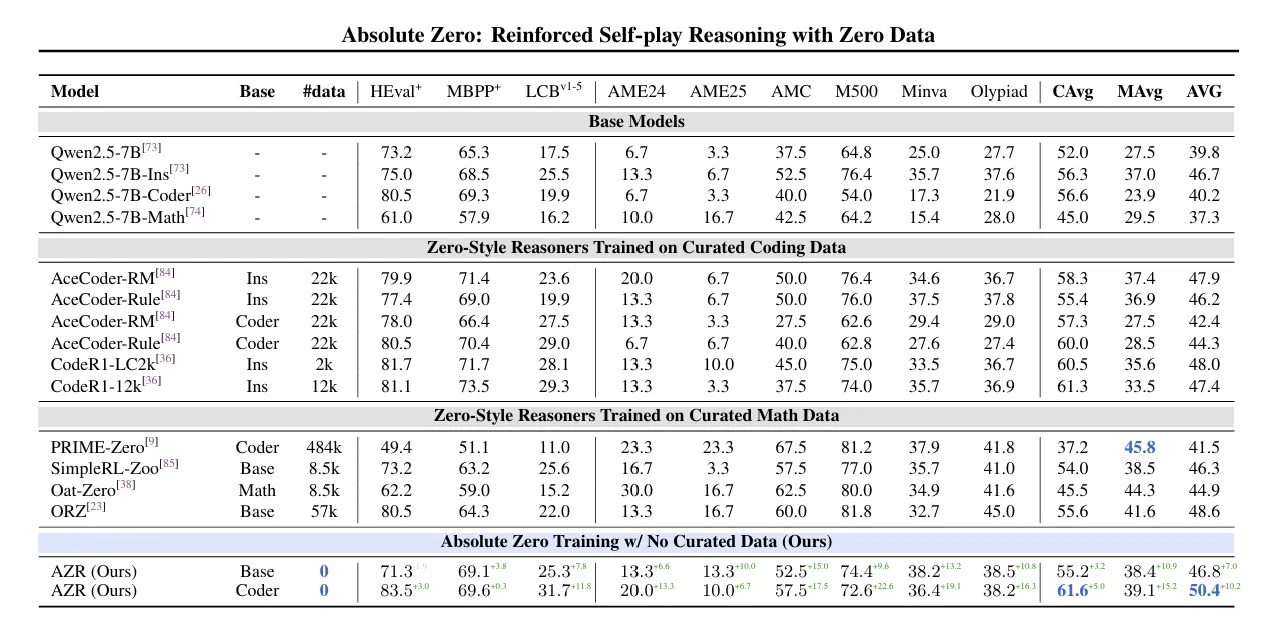 Absolute Zero: Reinforced Self-play Reasoning with Zero Data
Model Base #data HEval+ MBPP+ LCBv1-5 AME24 AME25 AMC M500 Minva Olypiad CAvg MAvg AVG
Base Models
Qwen2.5-7B[73] - - 73.2 65.3 17.5 6.7 3.3 37.5 64.8 25.0 27.7 52.0 27.5 39.8
Qwen2.5-7B-Ins[73] - - 75.0 68.5 25.5 13.3 6.7 52.5 76.4 35.7 37.6 56.3 37.0 46.7
Qwen2.5-7B-Coder[26] - - 80.5 69.3 19.9 6.7 3.3 40.0 54.0 17.3 21.9 56.6 23.9 40.2
Qwen2.5-7B-Math[74] - - 61.0 57.9 16.2 10.0 16.7 42.5 64.2 15.4 28.0 45.0 29.5 37.3
Zero-Style Reasoners Trained on Curated Coding Data
AceCoder-RM[84] Ins 22k 79.9 71.4 23.6 20.0 6.7 50.0 76.4 34.6 36.7 58.3 37.4 47.9
AceCoder-Rule[84] Ins 22k 77.4 69.0 19.9 13.3 6.7 50.0 76.0 37.5 37.8 55.4 36.9 46.2
AceCoder-RM[84] Coder 22k 78.0 66.4 27.5 13.3 3.3 27.5 62.6 29.4 29.0 57.3 27.5 42.4
AceCoder-Rule[84] Coder 22k 80.5 70.4 29.0 6.7 6.7 40.0 62.8 27.6 27.4 60.0 28.5 44.3
CodeR1-LC2k[36] Ins 2k 81.7 71.7 28.1 13.3 10.0 45.0 75.0 33.5 36.7 60.5 35.6 48.0
CodeR1-12k[36] Ins 12k 81.1 73.5 29.3 13.3 3.3 37.5 74.0 35.7 36.9 61.3 33.5 47.4
Zero-Style Reasoners Trained on Curated Math Data
PRIME-Zero[9] Coder 484k 49.4 51.1 11.0 23.3 23.3 67.5 81.2 37.9 41.8 37.2 45.8 41.5
SimpleRL-Zoo[85] Base 8.5k 73.2 63.2 25.6 16.7 3.3 57.5 77.0 35.7 41.0 54.0 38.5 46.3
Oat-Zero[38] Math 8.5k 62.2 59.0 15.2 30.0 16.7 62.5 80.0 34.9 41.6 45.5 44.3 44.9
ORZ[23] Base 57k 80.5 64.3 22.0 13.3 16.7 60.0 81.8 32.7 45.0 55.6 41.6 48.6
Absolute Zero Training w/ No Curated Data (Ours)
AZR (Ours) Base 0 71.3 69.1+3.8 25.3+7.8 13.3+6.6 13.3+10.0 52.5+15.0 74.4+9.6 38.2+13.2 38.5+10.8 55.2+3.2 38.4+10.9 46.8+7.0
AZR (Ours) Coder 0 83.5+3.0 69.6+0.3 31.7+11.8 20.0+13.3 10.0+6.7 57.5+17.5 72.6+22.6 36.4+19.1 38.2+16.3 61.6+5.0 39.1+15.2 50.4+10.2